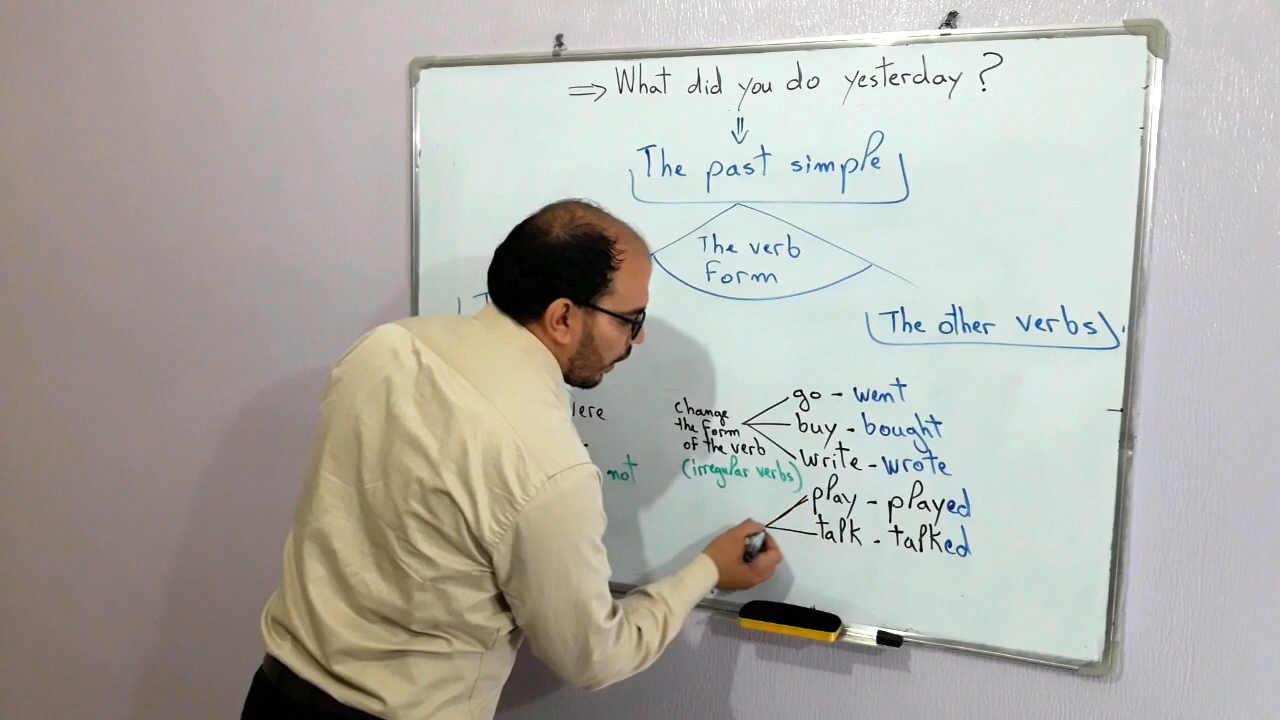 ⇒ What did you do yesterday ?
The past simple
The verb
Form
The other verbs
not
change
the form
of the verb
(irregular verbs)
go - went
buy - bought
write - wrote
play - played
talk - talked